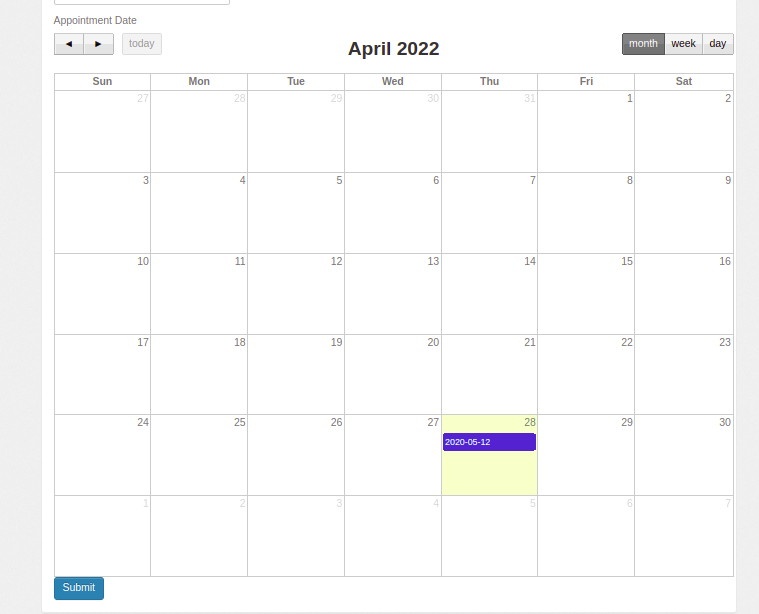 Appointment Date
◄ ► today April 2022 month week day
Sun Mon Tue Wed Thu Fri Sat
27 28 29 30 31 1 2
3 4 5 6 7 8 9
10 11 12 13 14 15 16
17 18 19 20 21 22 23
24 25 26 27 28 29 30
2020-05-12
1 2 3 4 5 6 7
Submit